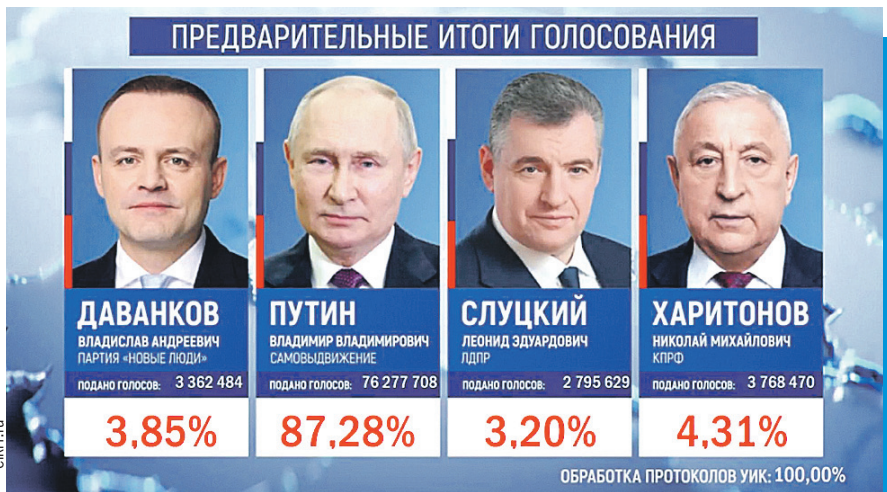 ПРЕДВАРИТЕЛЬНЫЕ ИТОГИ ГОЛОСОВАНИЯ
ДАВАНКОВ
ВЛАДИСЛАВ АНДРЕЕВИЧ
ПАРТИЯ «НОВЫЕ ЛЮДИ»
ПОДАНО ГОЛОСОВ: 3 362 484
3,85%
ПУТИН
ВЛАДИМИР ВЛАДИМИРОВИЧ
САМОВЫДВИЖЕНИЕ
ПОДАНО ГОЛОСОВ: 76 277 708
87,28%
СЛУЦКИЙ
ЛЕОНИД ЭДУАРДОВИЧ
ЛДПР
ПОДАНО ГОЛОСОВ: 2 795 629
3,20%
ХАРИТОНОВ
НИКОЛАЙ МИХАЙЛОВИЧ
КПРФ
ПОДАНО ГОЛОСОВ: 3 768 470
4,31%
ОБРАБОТКА ПРОТОКОЛОВ УИК: 100,00%